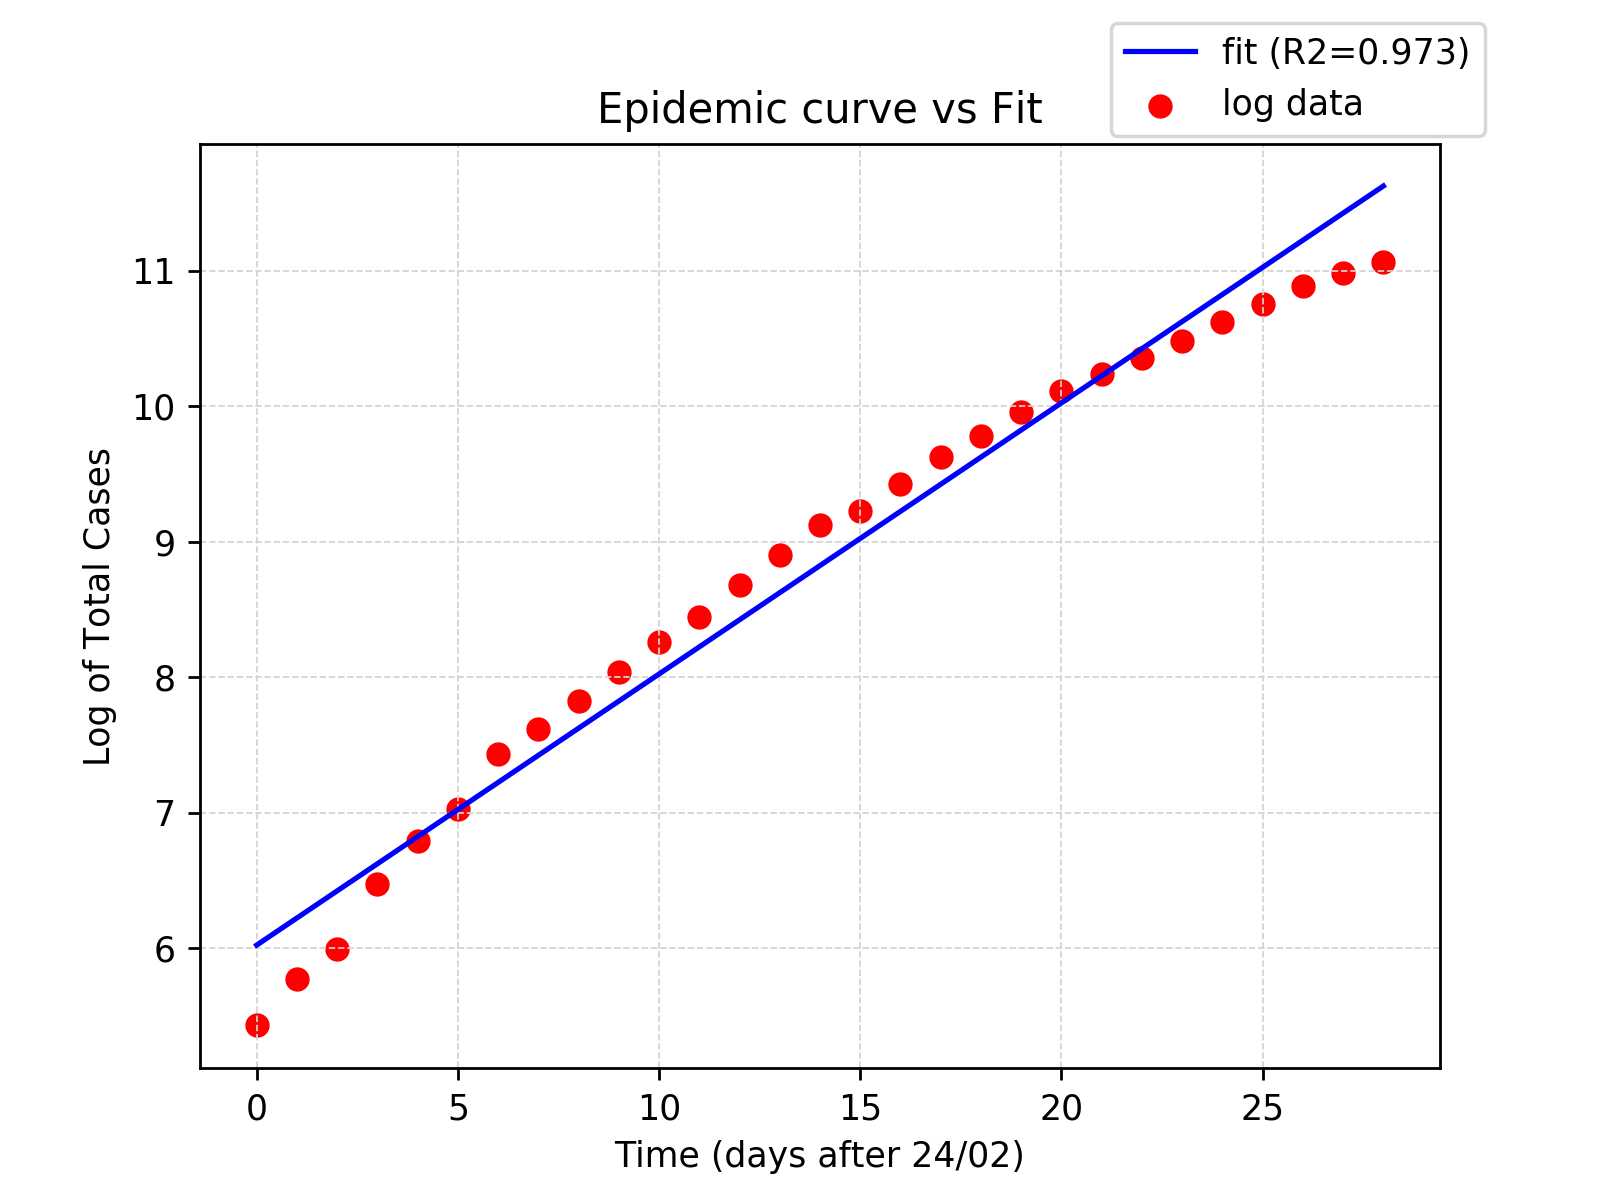 fit (R2=0.973)
log data
Epidemic curve vs Fit
Log of Total Cases
11
10
9
8
7
6
0 5 10 15 20 25
Time (days after 24/02)